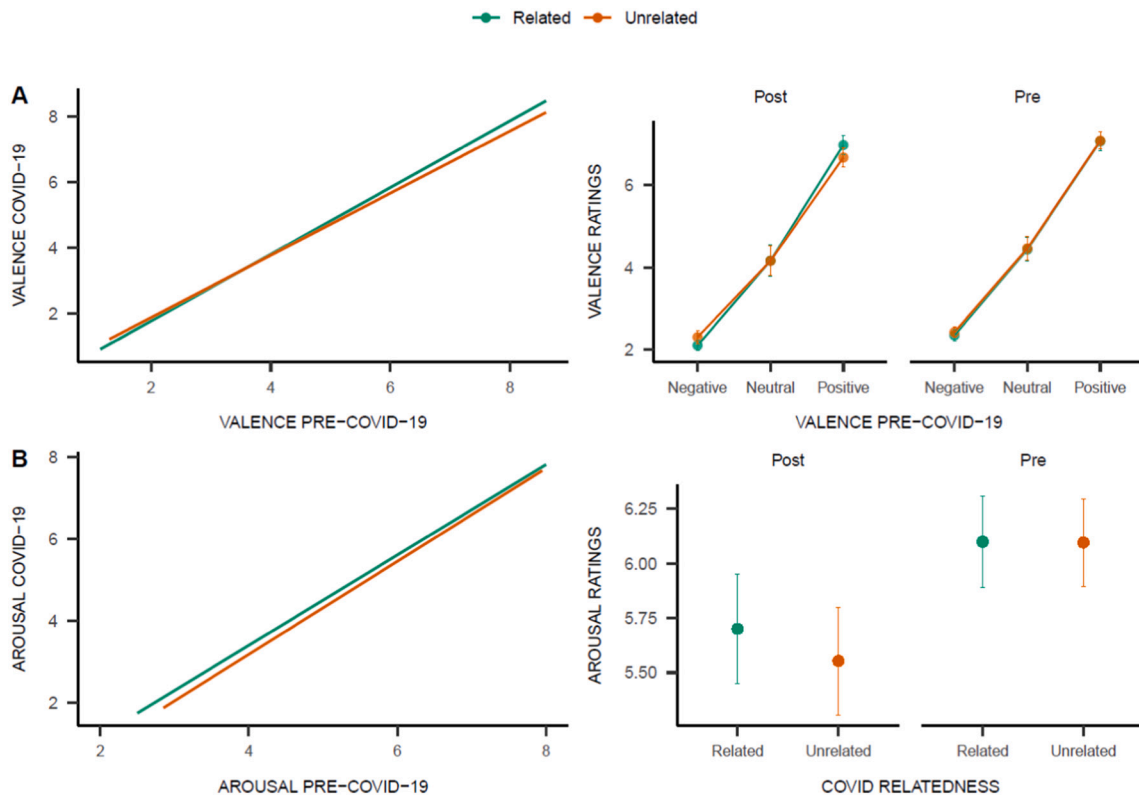 Related Unrelated
A
VALENCE COVID−19
8
6
4
2
2 4 6 8
VALENCE PRE−COVID−19
Post Pre
VALENCE RATINGS
6
4
2
Negative Neutral Positive Negative Neutral Positive
VALENCE PRE−COVID−19
B
AROUSAL COVID−19
8
6
4
2
2 4 6 8
AROUSAL PRE−COVID−19
Post Pre
AROUSAL RATINGS
6.25
6.00
5.75
5.50
Related Unrelated Related Unrelated
COVID RELATEDNESS